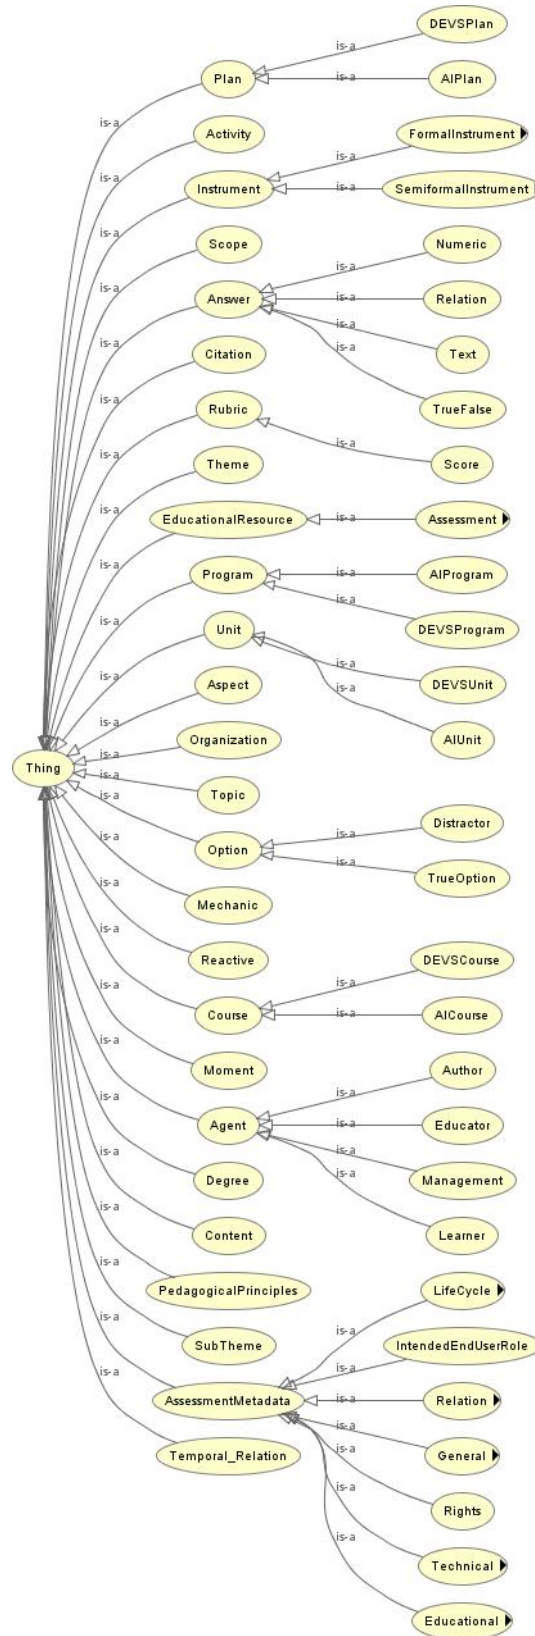 DEVSPlan
is-a
Plan
is-a
AIPlan
is-a
Activity
is-a
FormalInstrument
is-a
Instrument
is-a
SemiformalInstrument
is-a
Scope
is-a
Numeric
is-a
Answer
is-a
Relation
is-a
is-a
Text
is-a
Citation
is-a
TrueFalse
is-a
Rubric
is-a
Score
is-a
Theme
is-a
EducationalResource
is-a
Assessment
is-a
Program
is-a
AIProgram
is-a
DEVSProgram
is-a
Unit
is-a
DEVSUnit
is-a
Aspect
is-a
AIUnit
is-a
Organization
is-a
Thing
is-a
Topic
is-a
Option
is-a
Distractor
is-a
TrueOption
is-a
Mechanic
is-a
Reactive
is-a
DEVSCourse
is-a
Course
is-a
AICourse
is-a
Moment
is-a
Author
is-a
Agent
is-a
Educator
is-a
Management
is-a
Learner
is-a
Degree
is-a
Content
is-a
PedagogicalPrinciples
is-a
LifeCycle
is-a
SubTheme
is-a
IntendedEndUserRole
is-a
AssessmentMetadata
is-a
Relation
is-a
Temporal_Relation
is-a
General
is-a
Rights
is-a
Technical
is-a
Educational